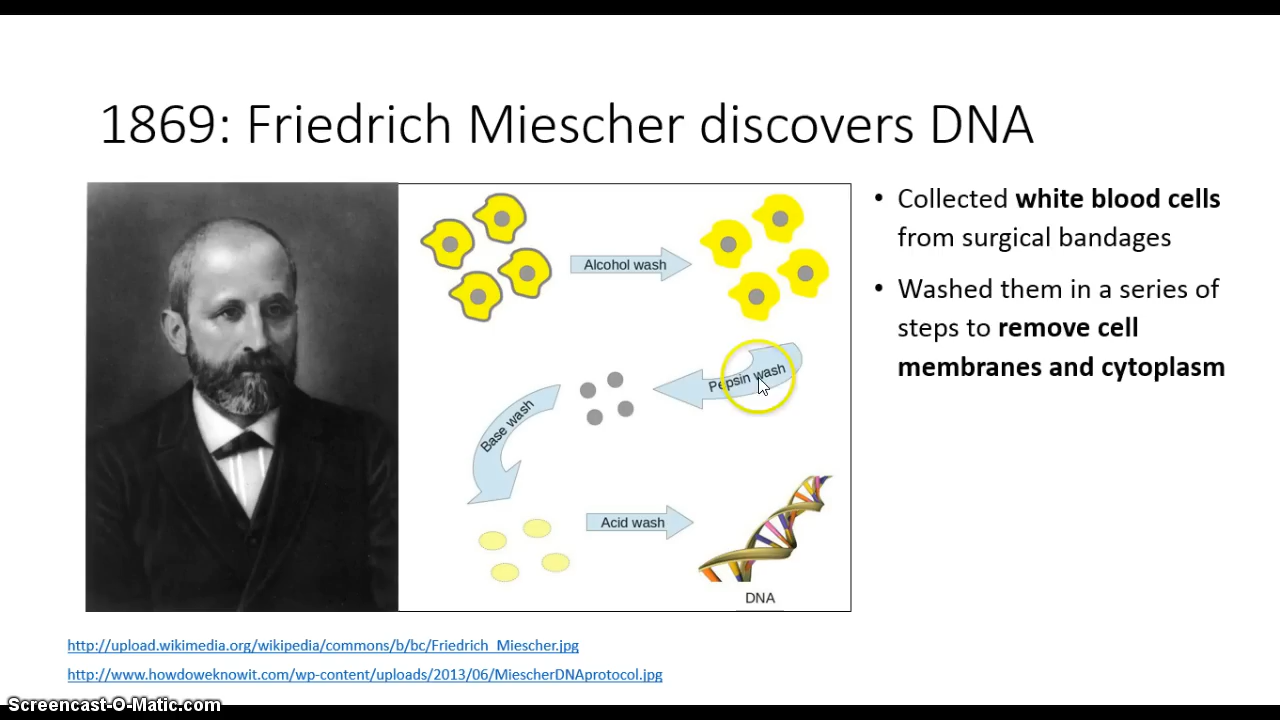 1869: Friedrich Miescher discovers DNA
Alcohol wash
Pepsin wash
Base wash
Acid wash
DNA
• Collected white blood cells
from surgical bandages
• Washed them in a series of
steps to remove cell
membranes and cytoplasm
http://upload.wikimedia.org/wikipedia/commons/b/bc/Friedrich_Miescher.jpg
http://www.howdoweknowit.com/wp-content/uploads/2013/06/MiescherDNAprotocol.jpg
Screencast-O-Matic.com